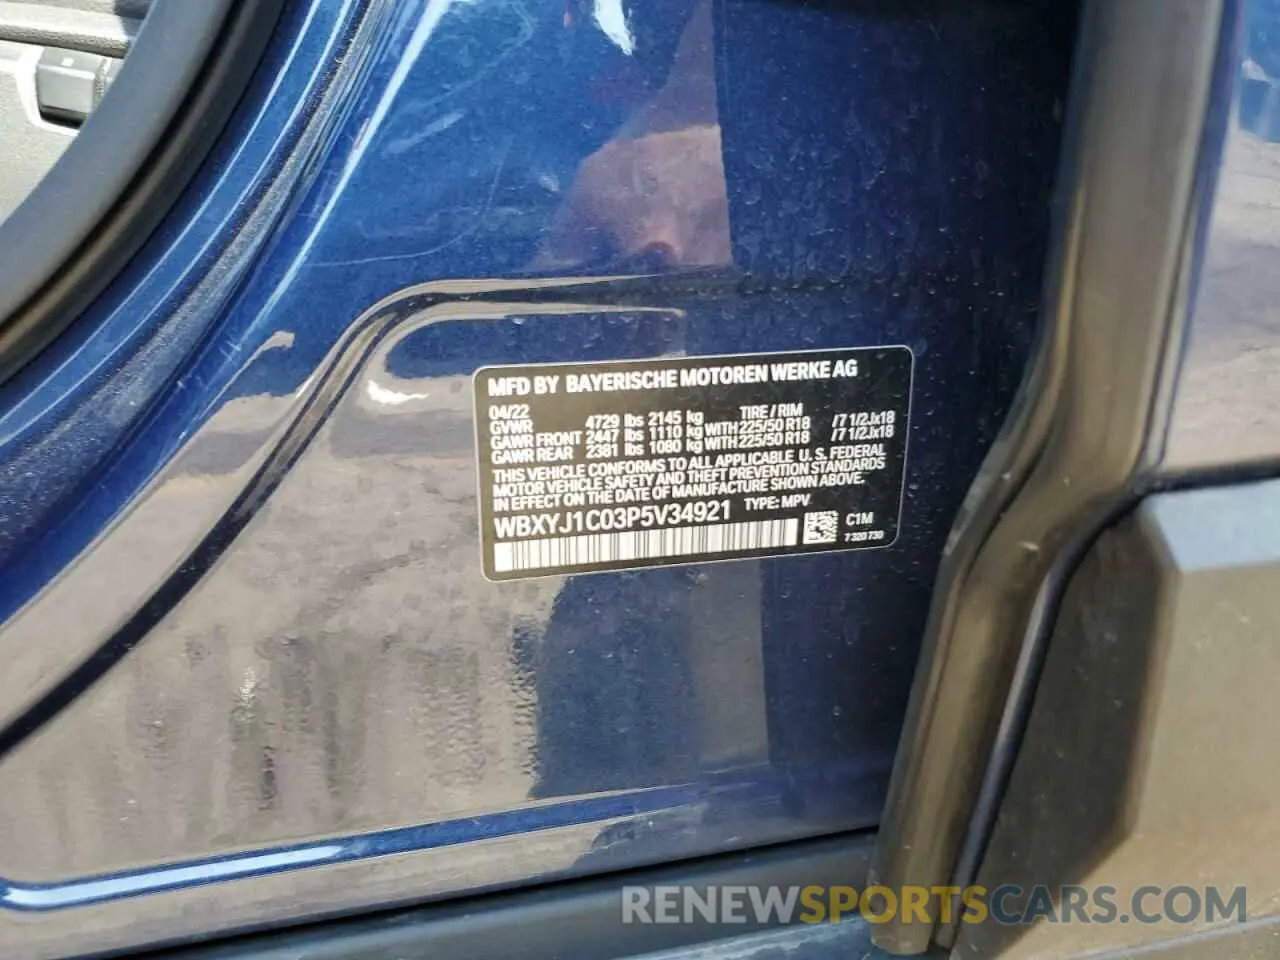 MFD BY BAYERISCHE MOTOREN WERKE AG
04/22 TIRE / RIM
GVWR 4729 lbs 2145 kg
GAWR FRONT 2447 lbs 1110 kg WITH 225/50 R18 /7 1/2Jx18
GAWR REAR 2381 lbs 1080 kg WITH 225/50 R18 /7 1/2Jx18
THIS VEHICLE CONFORMS TO ALL APPLICABLE U. S. FEDERAL
MOTOR VEHICLE SAFETY AND THEFT PREVENTION STANDARDS
IN EFFECT ON THE DATE OF MANUFACTURE SHOWN ABOVE.
WBXYJ1C03P5V34921 TYPE: MPV
C1M
7 320 730
RENEWSPORTSCARS.COM